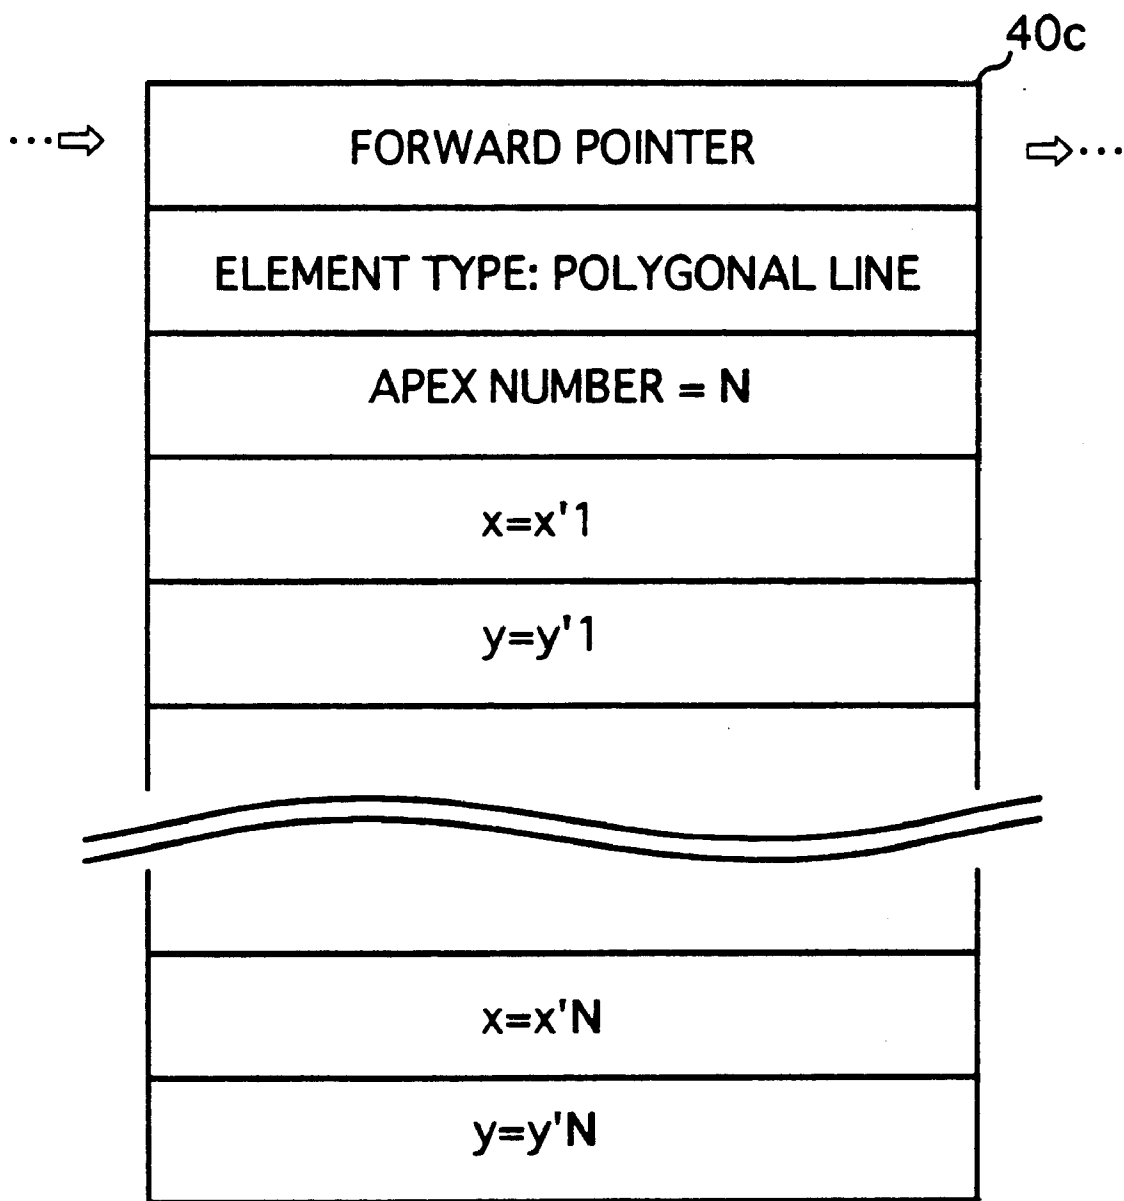 40c
... ⇨ FORWARD POINTER ⇨ ...
ELEMENT TYPE: POLYGONAL LINE
APEX NUMBER = N
x=x'1
y=y'1
x=x'N
y=y'N